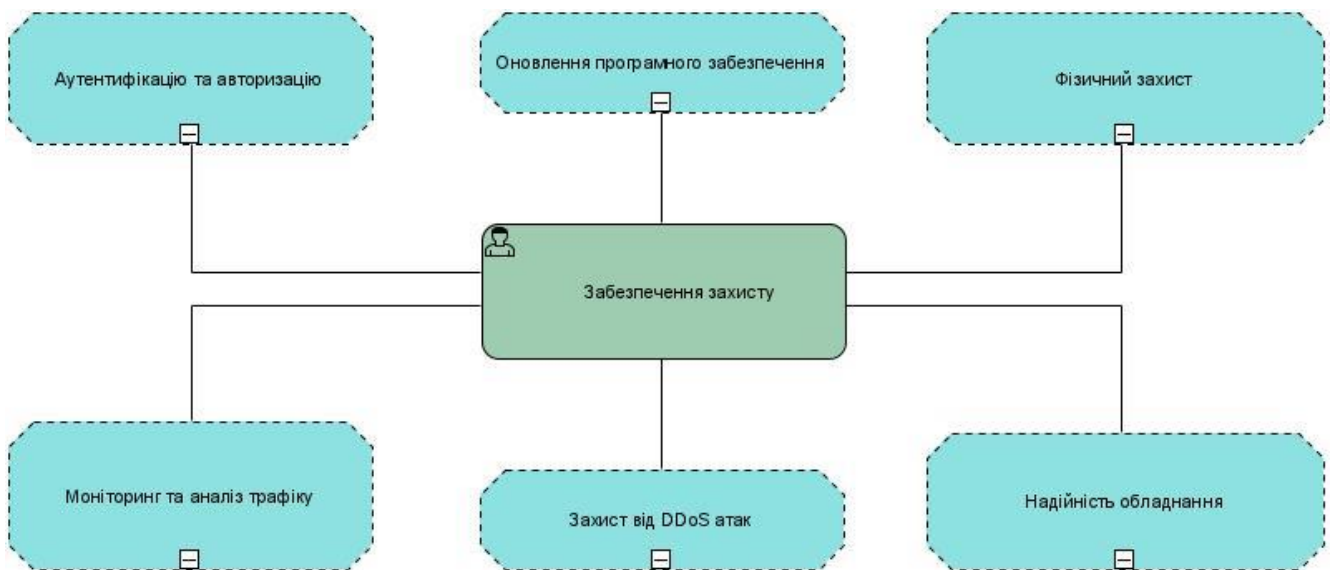 Аутентифікацію та авторизацію
Оновлення програмного забезпечення
Фізичний захист
Забезпечення захисту
Моніторинг та аналіз трафіку
Захист від DDoS атак
Надійність обладнання